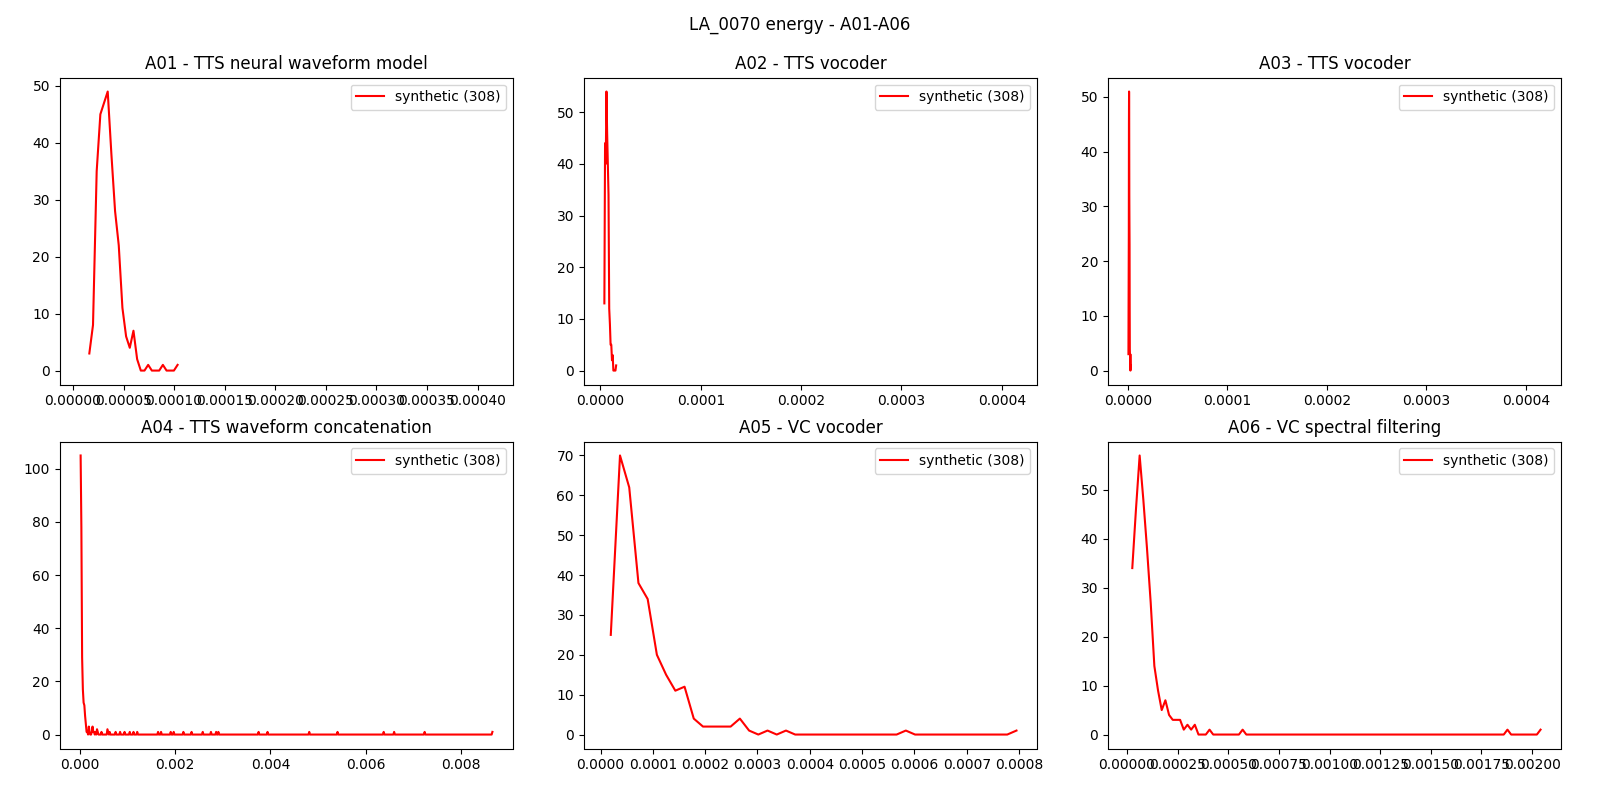 LA_0070 energy - A01-A06
A01 - TTS neural waveform model
synthetic (308)
50
40
30
20
10
0
0.00000 0.00005 0.00010 0.00015 0.00020 0.00025 0.00030 0.00035 0.00040
A02 - TTS vocoder
synthetic (308)
50
40
30
20
10
0
0.0000 0.0001 0.0002 0.0003 0.0004
A03 - TTS vocoder
synthetic (308)
50
40
30
20
10
0
0.0000 0.0001 0.0002 0.0003 0.0004
A04 - TTS waveform concatenation
synthetic (308)
100
80
60
40
20
0
0.000 0.002 0.004 0.006 0.008
A05 - VC vocoder
synthetic (308)
70
60
50
40
30
20
10
0
0.0000 0.0001 0.0002 0.0003 0.0004 0.0005 0.0006 0.0007 0.0008
A06 - VC spectral filtering
synthetic (308)
50
40
30
20
10
0
0.00000 0.00025 0.00050 0.00075 0.00100 0.00125 0.00150 0.00175 0.00200